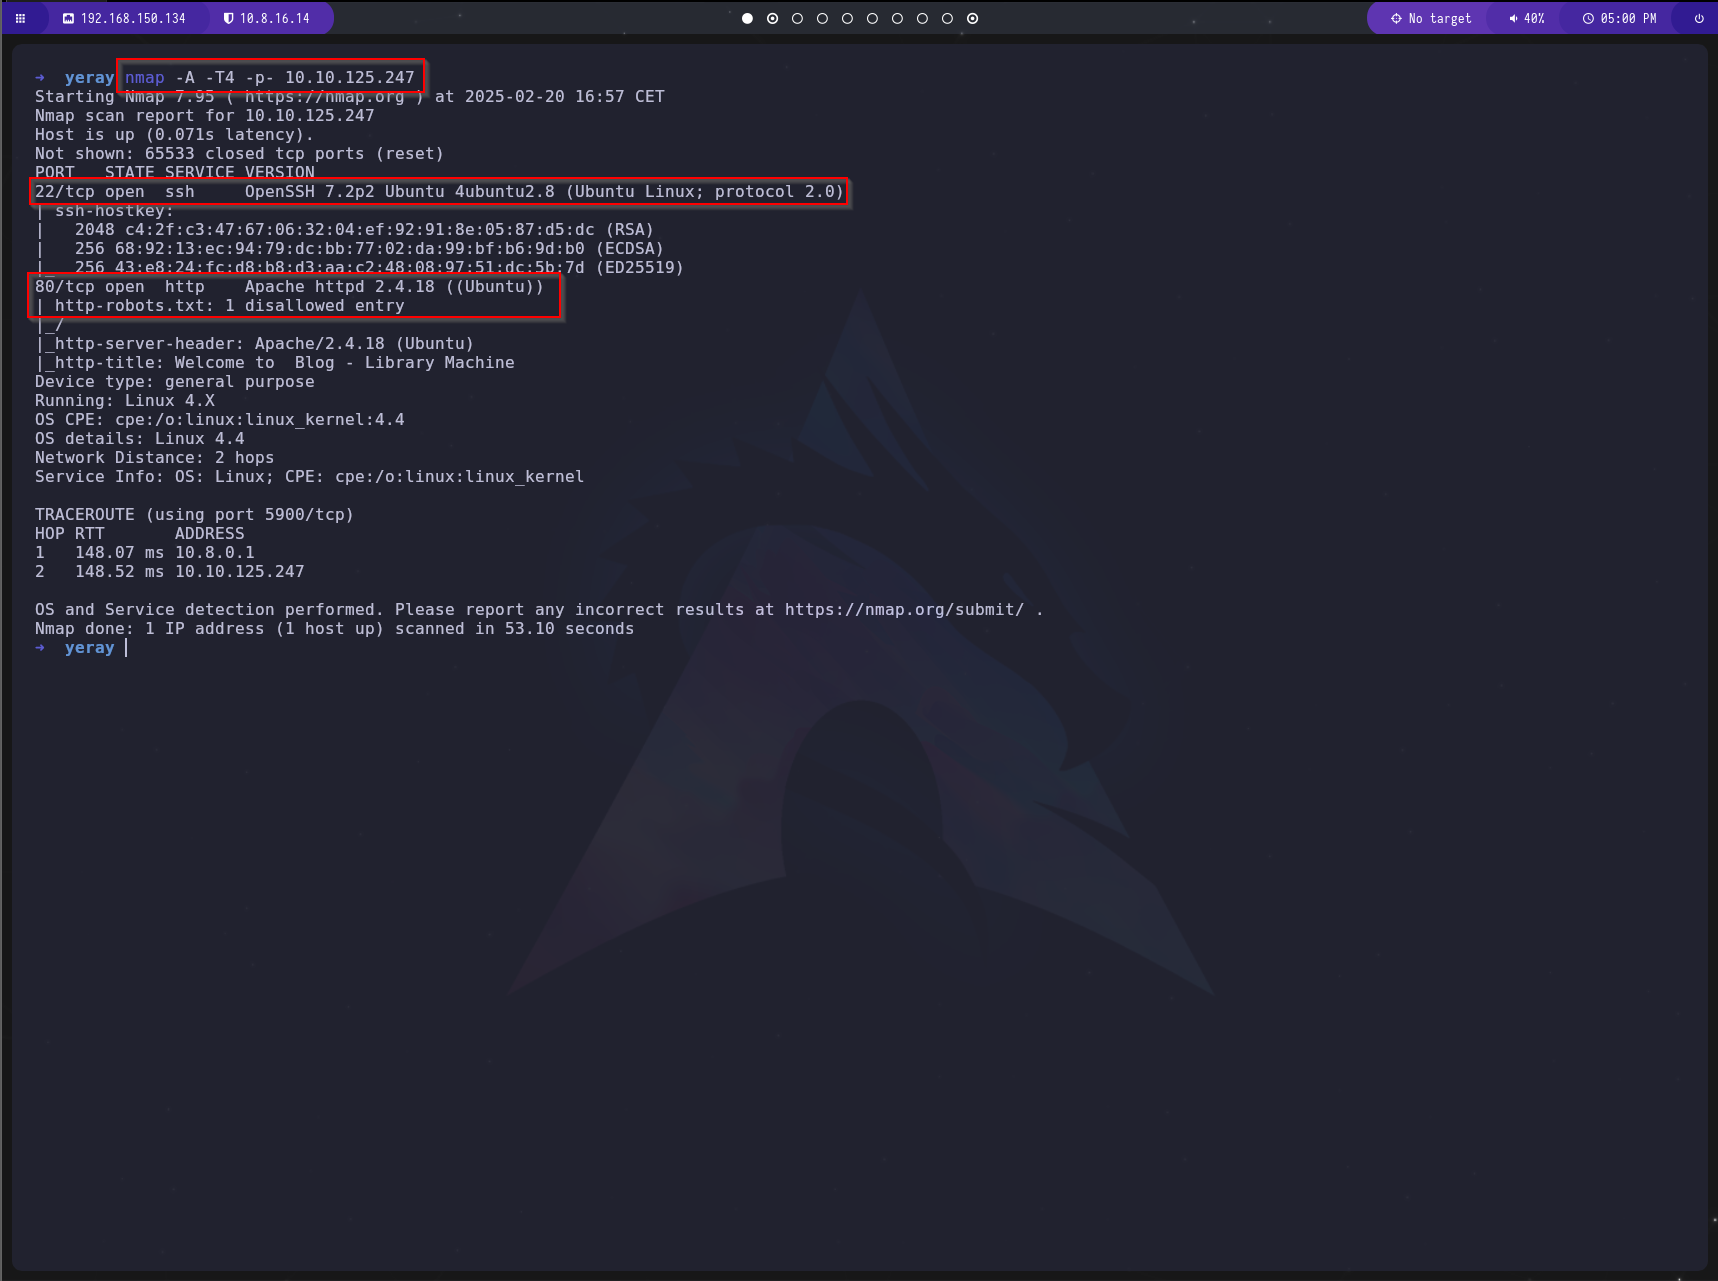 192.168.150.134 10.8.16.14 No target 40% 05:00 PM
→ yeray nmap -A -T4 -p- 10.10.125.247
Starting Nmap 7.95 ( https://nmap.org ) at 2025-02-20 16:57 CET
Nmap scan report for 10.10.125.247
Host is up (0.071s latency).
Not shown: 65533 closed tcp ports (reset)
PORT   STATE SERVICE VERSION
22/tcp open  ssh     OpenSSH 7.2p2 Ubuntu 4ubuntu2.8 (Ubuntu Linux; protocol 2.0)
| ssh-hostkey:
|   2048 c4:2f:c3:47:67:06:32:04:ef:92:91:8e:05:87:d5:dc (RSA)
|   256 68:92:13:ec:94:79:dc:bb:77:02:da:99:bf:b6:9d:b0 (ECDSA)
|_  256 43:e8:24:fc:d8:b8:d3:aa:c2:48:08:97:51:dc:5b:7d (ED25519)
80/tcp open  http    Apache httpd 2.4.18 ((Ubuntu))
| http-robots.txt: 1 disallowed entry
|_/
|_http-server-header: Apache/2.4.18 (Ubuntu)
|_http-title: Welcome to  Blog - Library Machine
Device type: general purpose
Running: Linux 4.X
OS CPE: cpe:/o:linux:linux_kernel:4.4
OS details: Linux 4.4
Network Distance: 2 hops
Service Info: OS: Linux; CPE: cpe:/o:linux:linux_kernel
TRACEROUTE (using port 5900/tcp)
HOP RTT       ADDRESS
1   148.07 ms 10.8.0.1
2   148.52 ms 10.10.125.247
OS and Service detection performed. Please report any incorrect results at https://nmap.org/submit/ .
Nmap done: 1 IP address (1 host up) scanned in 53.10 seconds
→ yeray